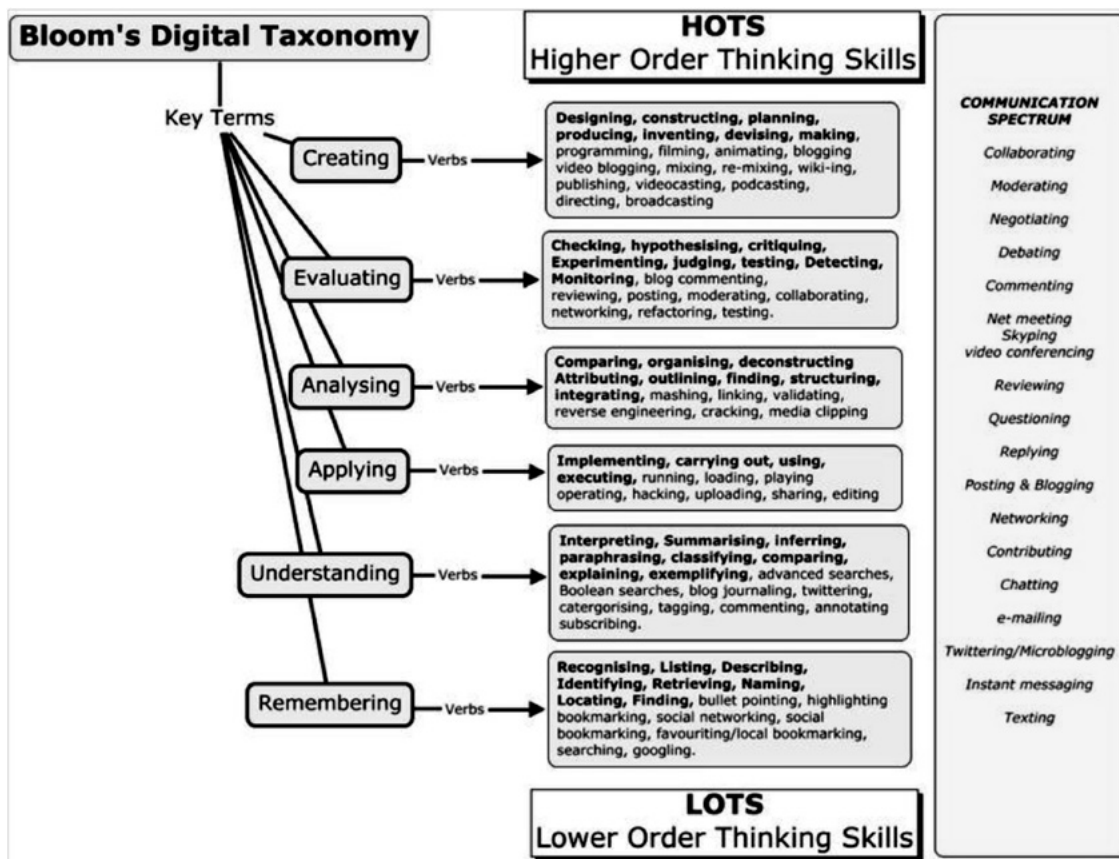 Bloom's Digital Taxonomy
HOTS
Higher Order Thinking Skills
Key Terms
Creating
Verbs
Designing, constructing, planning,
producing, inventing, devising, making,
programming, filming, animating, blogging
video blogging, mixing, re-mixing, wiki-ing,
publishing, videocasting, podcasting,
directing, broadcasting
Evaluating
Verbs
Checking, hypothesising, critiquing,
Experimenting, judging, testing, Detecting,
Monitoring, blog commenting,
reviewing, posting, moderating, collaborating,
networking, refactoring, testing.
Analysing
Verbs
Comparing, organising, deconstructing
Attributing, outlining, finding, structuring,
integrating, mashing, linking, validating,
reverse engineering, cracking, media clipping
Applying
Verbs
Implementing, carrying out, using,
executing, running, loading, playing
operating, hacking, uploading, sharing, editing
Understanding
Verbs
Interpreting, Summarising, inferring,
paraphrasing, classifying, comparing,
explaining, exemplifying, advanced searches,
Boolean searches, blog journaling, twittering,
catergorising, tagging, commenting, annotating
subscribing.
Remembering
Verbs
Recognising, Listing, Describing,
Identifying, Retrieving, Naming,
Locating, Finding, bullet pointing, highlighting
bookmarking, social networking, social
bookmarking, favouriting/local bookmarking,
searching, googling.
LOTS
Lower Order Thinking Skills
COMMUNICATION
SPECTRUM
Collaborating
Moderating
Negotiating
Debating
Commenting
Net meeting
Skyping
video conferencing
Reviewing
Questioning
Replying
Posting & Blogging
Networking
Contributing
Chatting
e-mailing
Twittering/Microblogging
Instant messaging
Texting